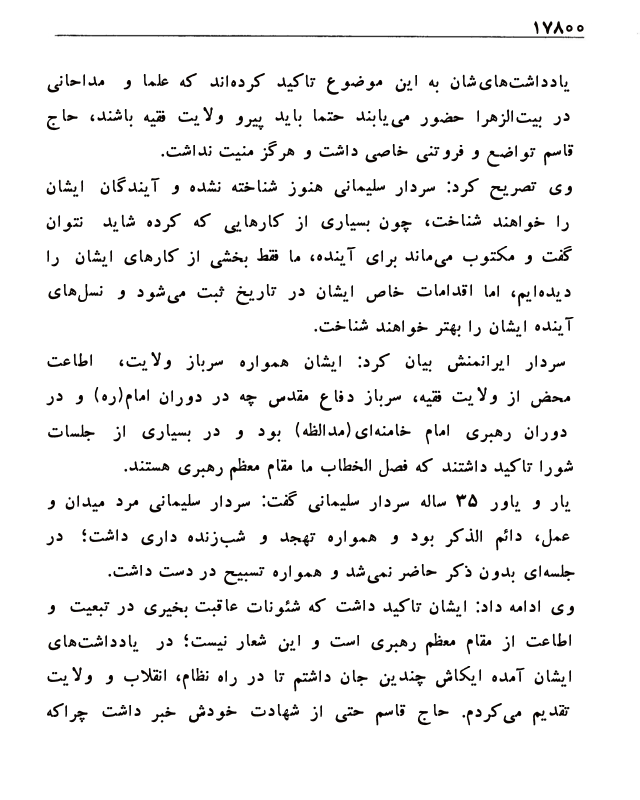 ۱۷۸۰۰
یادداشت‌های‌شان به این موضوع تاکید کرده‌اند که علما و مداحانی
در بیت‌الزهرا حضور می‌یابند حتما باید پیرو ولایت فقیه باشند، حاج
قاسم تواضع و فروتنی خاصی داشت و هرگز منیت نداشت.
وی تصریح کرد: سردار سلیمانی هنوز شناخته نشده و آیندگان ایشان
را خواهند شناخت، چون بسیاری از کارهایی که کرده شاید نتوان
گفت و مکتوب می‌ماند برای آینده، ما فقط بخشی از کارهای ایشان را
دیده‌ایم، اما اقدامات خاص ایشان در تاریخ ثبت می‌شود و نسل‌های
آینده ایشان را بهتر خواهند شناخت.
سردار ایرانمنش بیان کرد: ایشان همواره سرباز ولایت، اطاعت
محض از ولایت فقیه، سرباز دفاع مقدس چه در دوران امام(ره) و در
دوران رهبری امام خامنه‌ای(مدالظه) بود و در بسیاری از جلسات
شورا تاکید داشتند که فصل الخطاب ما مقام معظم رهبری هستند.
یار و یاور ۳۵ ساله سردار سلیمانی گفت: سردار سلیمانی مرد میدان و
عمل، دائم الذکر بود و همواره تهجد و شب‌زنده داری داشت؛ در
جلسه‌ای بدون ذکر حاضر نمی‌شد و همواره تسبیح در دست داشت.
وی ادامه داد: ایشان تاکید داشت که شئونات عاقبت بخیری در تبعیت و
اطاعت از مقام معظم رهبری است و این شعار نیست؛ در یادداشت‌های
ایشان آمده ایکاش چندین جان داشتم تا در راه نظام، انقلاب و ولایت
تقدیم می‌کردم. حاج قاسم حتی از شهادت خودش خبر داشت چراکه